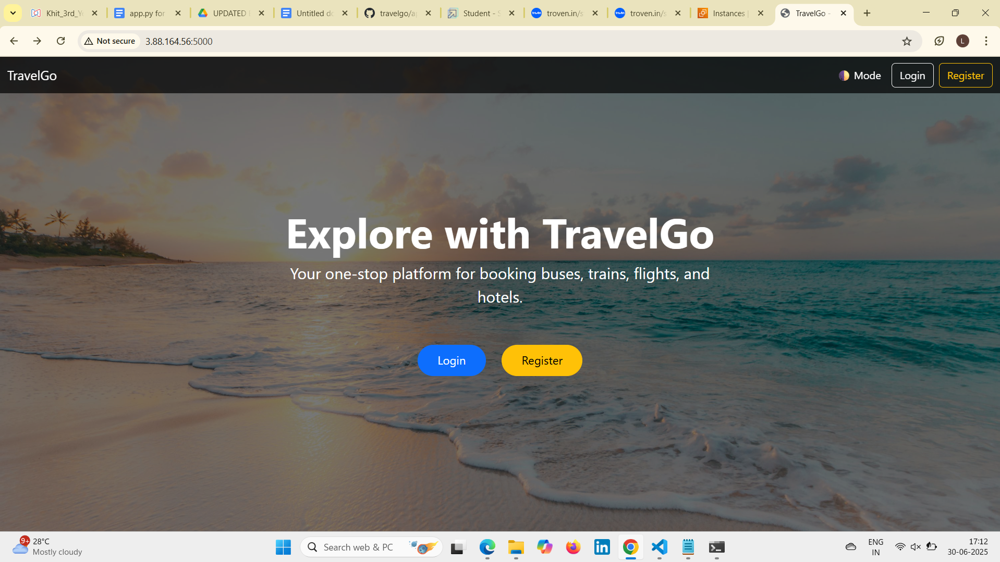 Khit_3rd_Y
app.py for
UPDATED
Untitled do
travelgo/a
Student - S
troven.in/s
troven.in/s
Instances |
TravelGo -
Not secure
3.88.164.56:5000
L
TravelGo
Mode
Login
Register
Explore with TravelGo
Your one-stop platform for booking buses, trains, flights, and
hotels.
Login
Register
9+
28°C
Mostly cloudy
Search web & PC
ENG
IN
17:12
30-06-2025